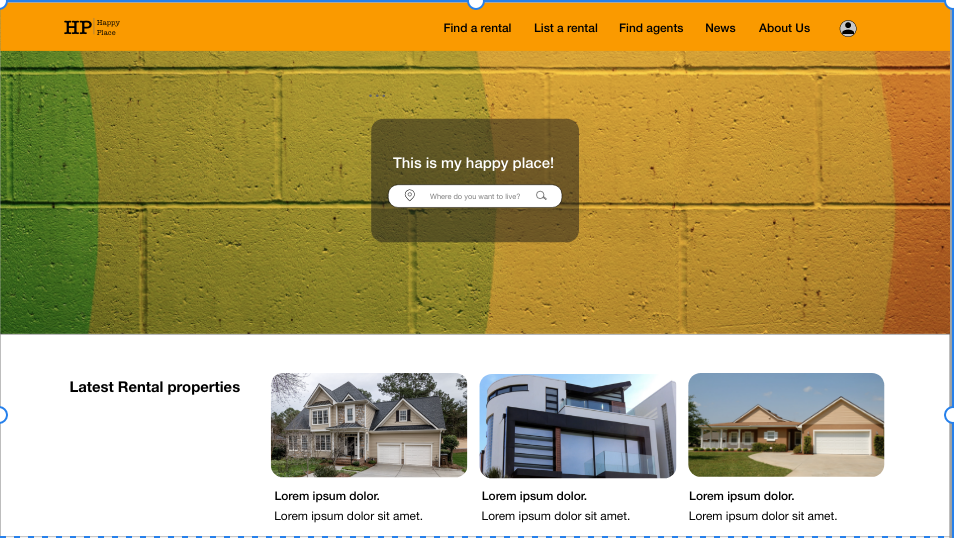 HP Happy
Place
Find a rental List a rental Find agents News About Us
This is my happy place!
Where do you want to live?
Latest Rental properties
Lorem ipsum dolor. Lorem ipsum dolor. Lorem ipsum dolor.
Lorem ipsum dolor sit amet. Lorem ipsum dolor sit amet. Lorem ipsum dolor sit amet.